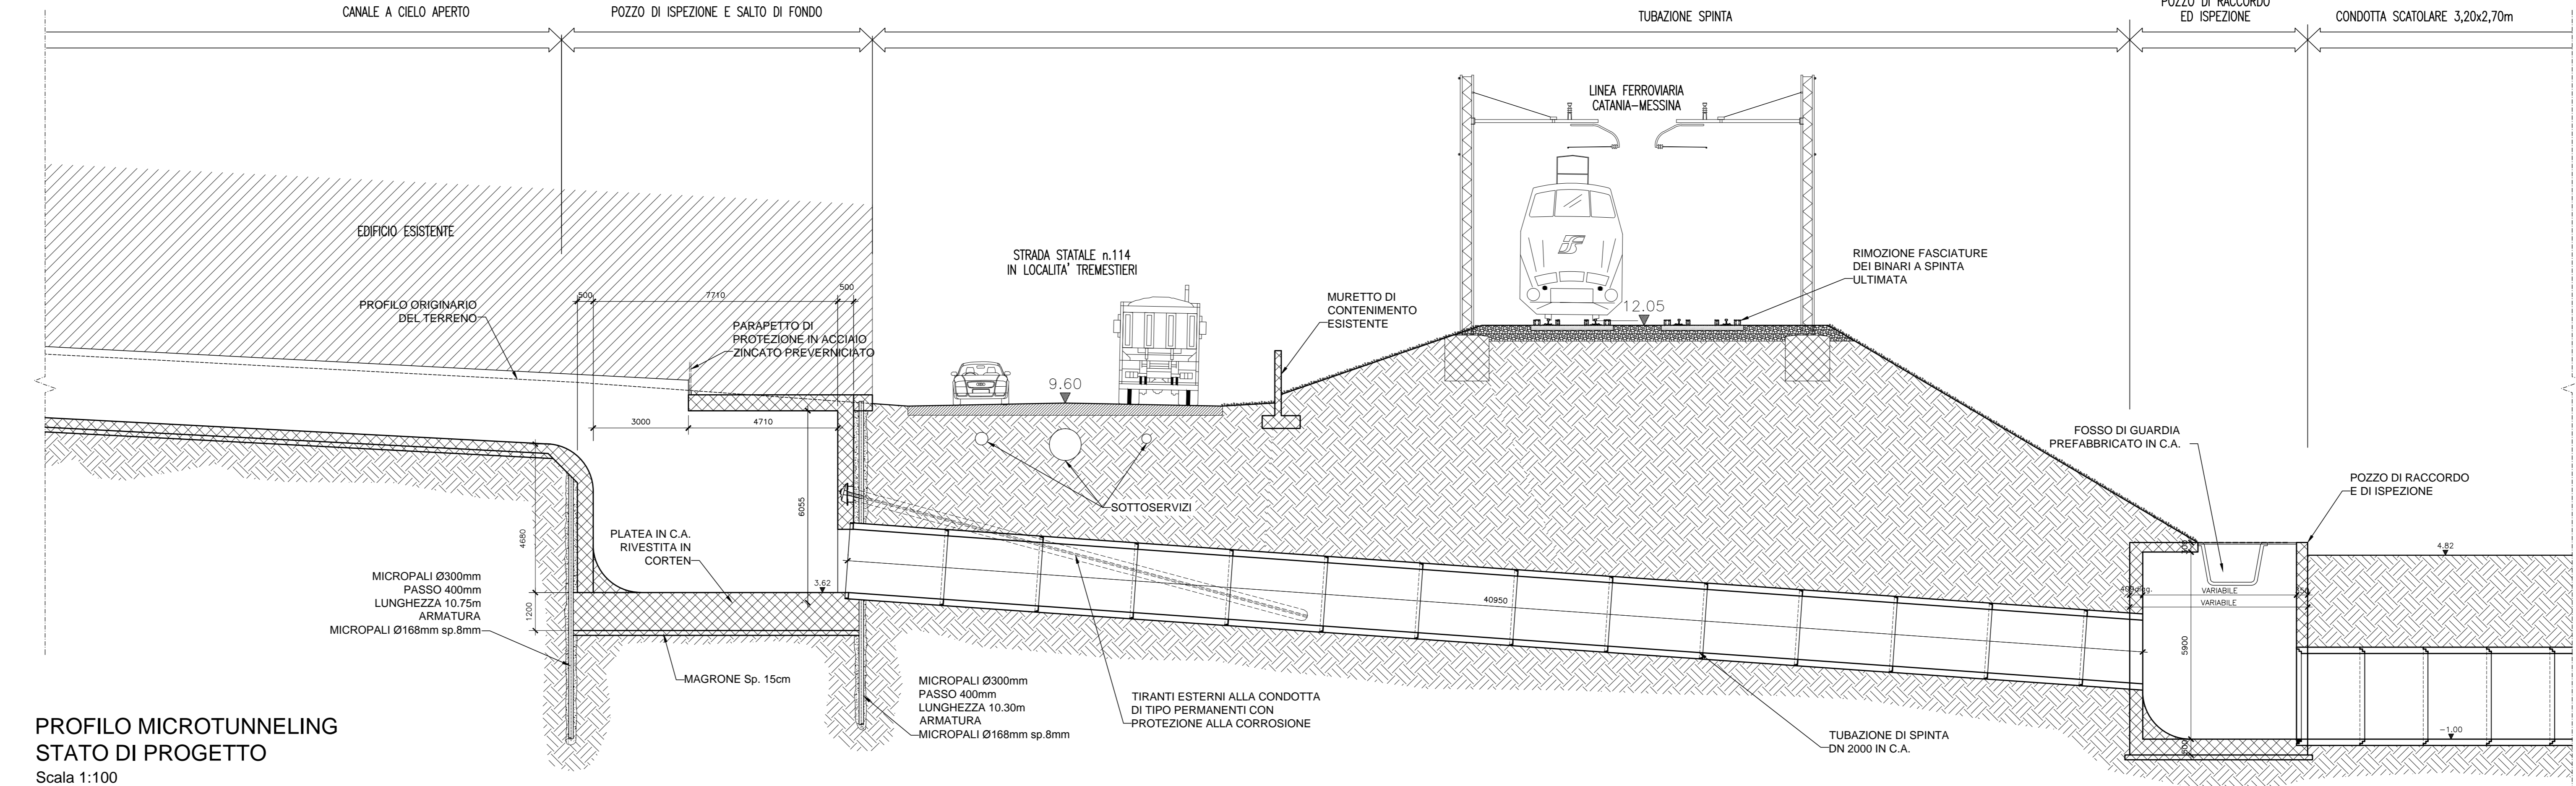 CANALE A CIELO APERTO
POZZO DI ISPEZIONE E SALTO DI FONDO
TUBAZIONE SPINTA
POZZO DI RACCORDO
ED ISPEZIONE
CONDOTTA SCATOLARE 3,20x2,70m
LINEA FERROVIARIA
CATANIA-MESSINA
EDIFICIO ESISTENTE
STRADA STATALE n.114
IN LOCALITA' TREMESTIERI
RIMOZIONE FASCIATURE
DEI BINARI A SPINTA
ULTIMATA
500
7710
500
PROFILO ORIGINARIO
DEL TERRENO
PARAPETTO DI
PROTEZIONE IN ACCIAIO
ZINCATO PREVERNICIATO
MURETTO DI
CONTENIMENTO
ESISTENTE
12.05
9.60
3000
4710
FOSSO DI GUARDIA
PREFABBRICATO IN C.A.
POZZO DI RACCORDO
E DI ISPEZIONE
SOTTOSERVIZI
6055
4680
PLATEA IN C.A.
RIVESTITA IN
CORTEN
3.62
4.82
MICROPALI Ø300mm
PASSO 400mm
LUNGHEZZA 10.75m
ARMATURA
MICROPALI Ø168mm sp.8mm
1200
40950
VARIABILE
VARIABILE
5900
MAGRONE Sp. 15cm
MICROPALI Ø300mm
PASSO 400mm
LUNGHEZZA 10.30m
ARMATURA
MICROPALI Ø168mm sp.8mm
TIRANTI ESTERNI ALLA CONDOTTA
DI TIPO PERMANENTI CON
PROTEZIONE ALLA CORROSIONE
TUBAZIONE DI SPINTA
DN 2000 IN C.A.
-1.00
PROFILO MICROTUNNELING
STATO DI PROGETTO
Scala 1:100